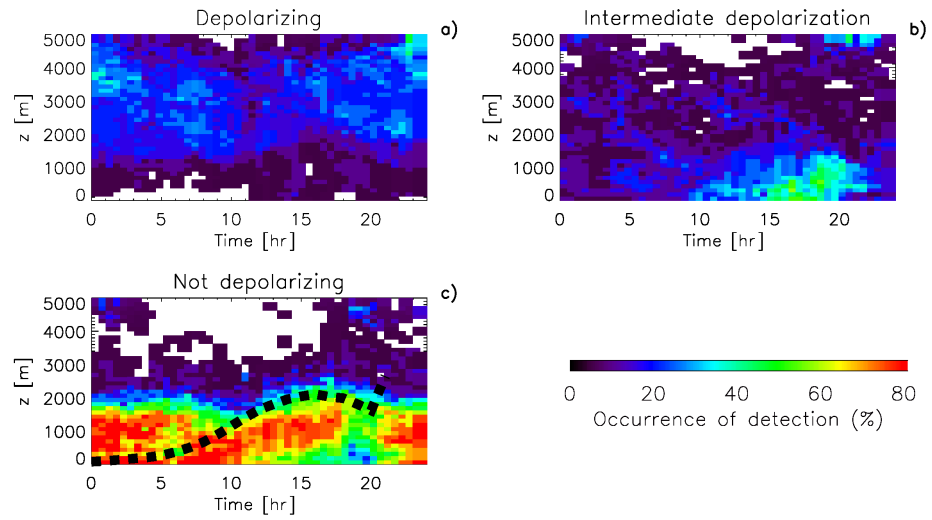 Depolarizing
a)
5000
4000
3000
2000
1000
0
z [m]
0 5 10 15 20
Time [hr]
Intermediate depolarization
b)
5000
4000
3000
2000
1000
0
z [m]
0 5 10 15 20
Time [hr]
Not depolarizing
c)
5000
4000
3000
2000
1000
0
z [m]
0 5 10 15 20
Time [hr]
0 20 40 60 80
Occurrence of detection (%)